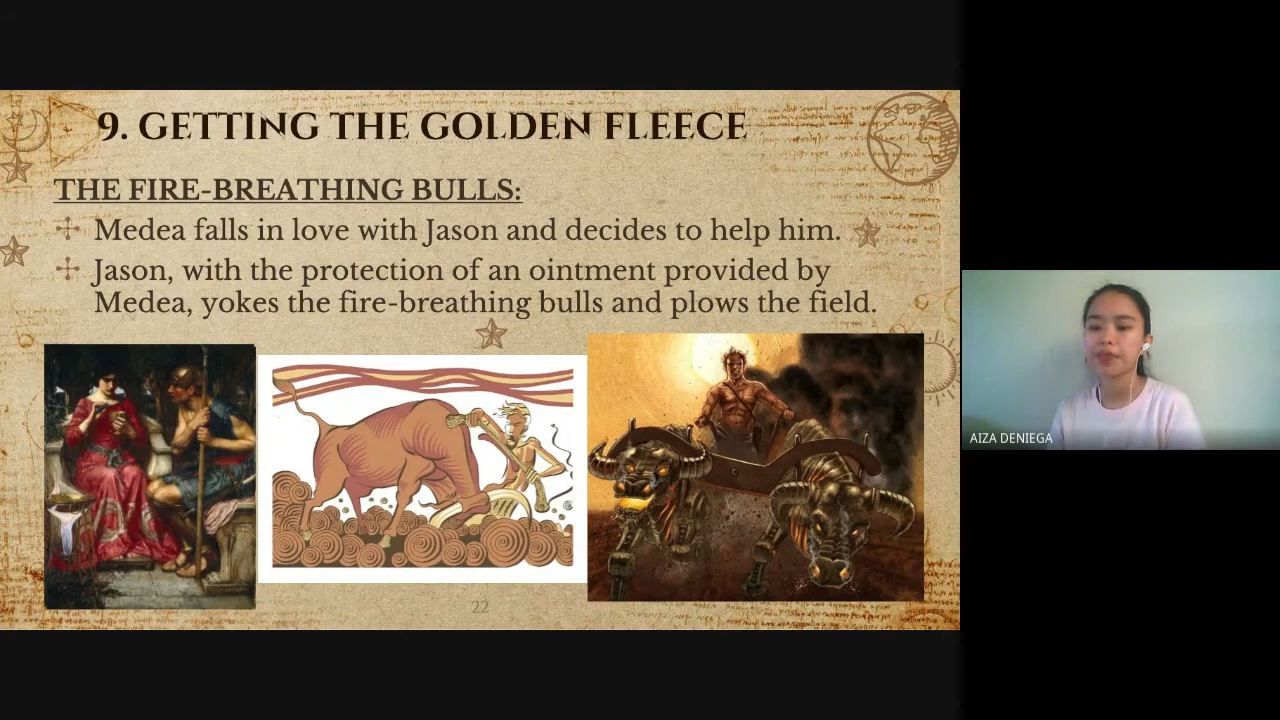 9. GETTING THE GOLDEN FLEECE
THE FIRE-BREATHING BULLS:
Medea falls in love with Jason and decides to help him.
Jason, with the protection of an ointment provided by
Medea, yokes the fire-breathing bulls and plows the field.
22
AIZA DENIEGA